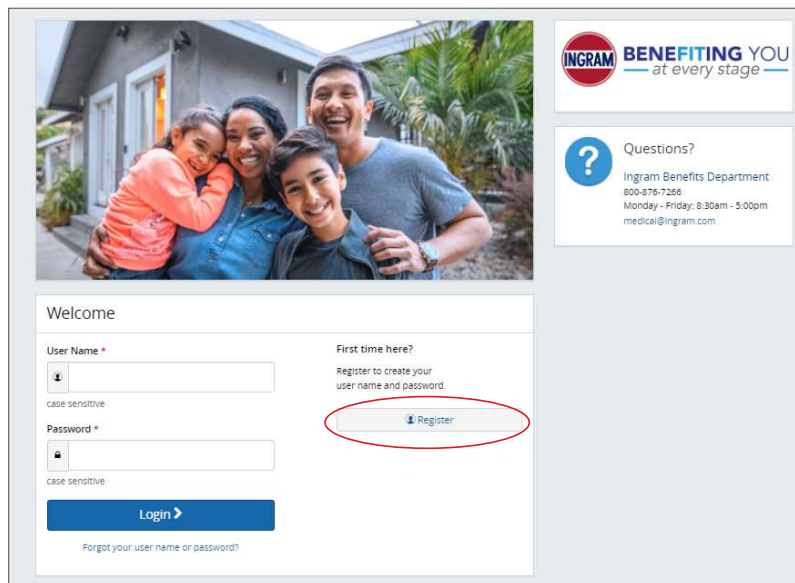 INGRAM
BENEFITING YOU
at every stage
Questions?
Ingram Benefits Department
800-876-7266
Monday - Friday: 8:30am - 5:00pm
medical@ingram.com
Welcome
User Name *
case sensitive
Password *
case sensitive
Login
Forgot your user name or password?
First time here?
Register to create your
user name and password.
Register